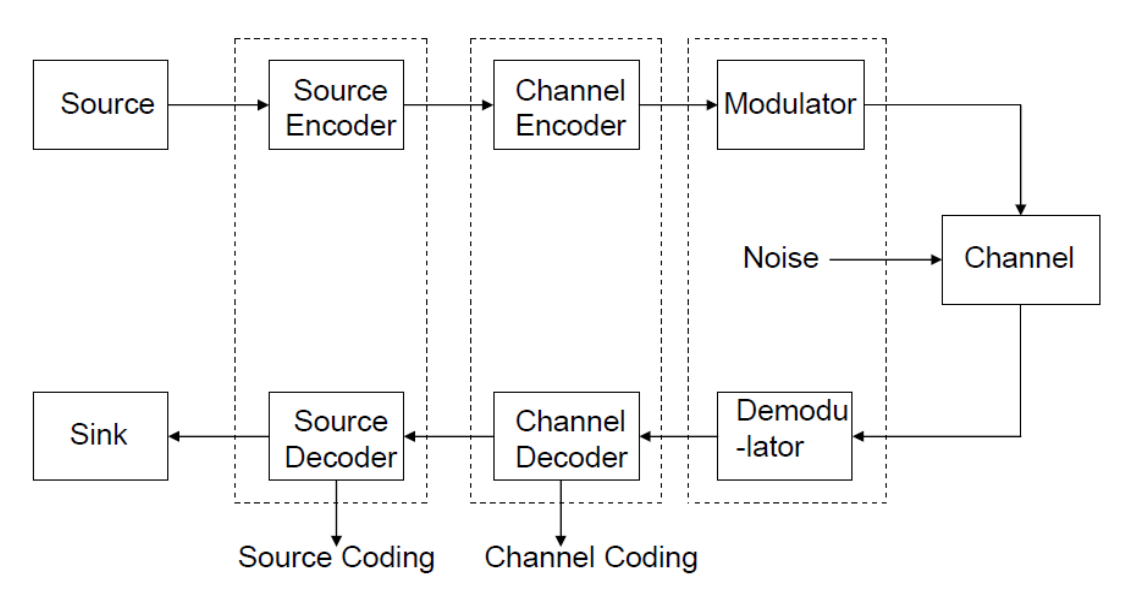 Source
Source
Encoder
Channel
Encoder
Modulator
Noise
Channel
Sink
Source
Decoder
Channel
Decoder
Demodu
-lator
Source Coding
Channel Coding